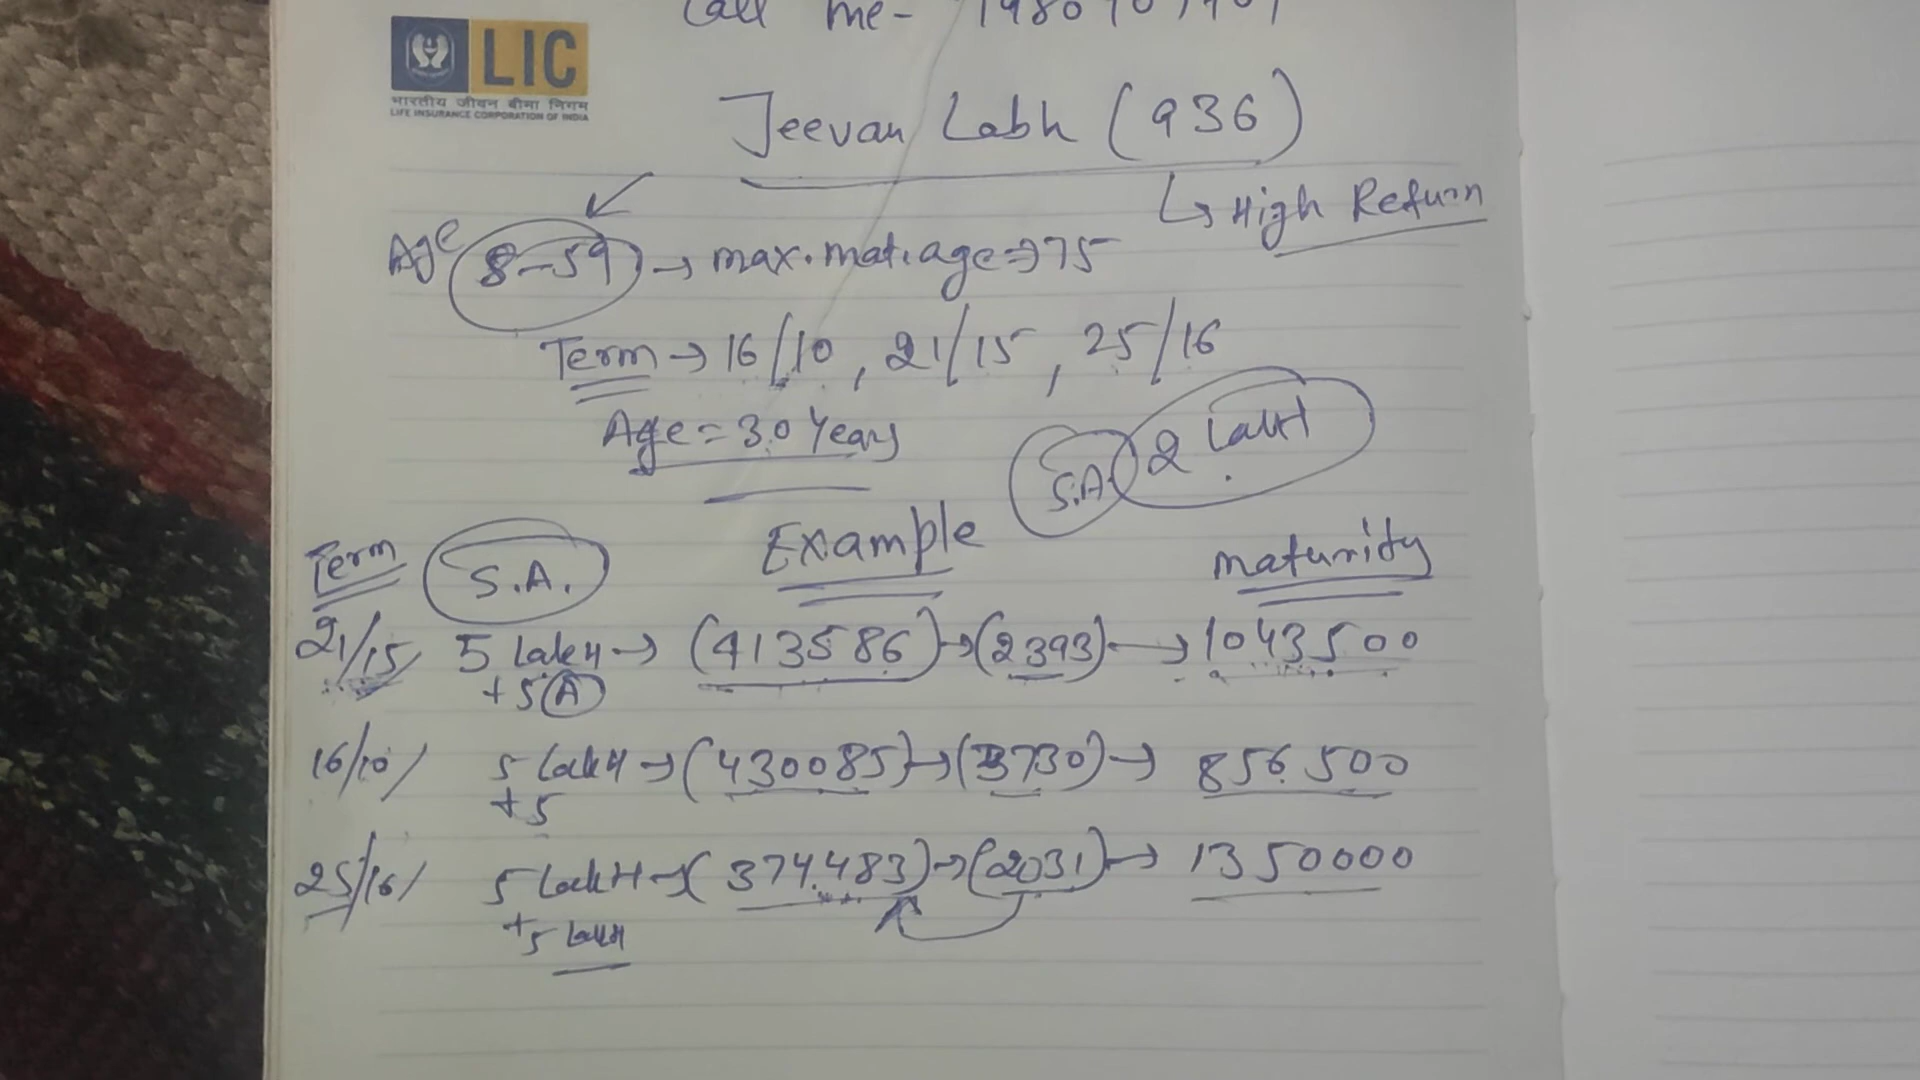 Call me-
LIC
भारतीय जीवन बीमा निगम
LIFE INSURANCE CORPORATION OF INDIA
Jeevan Labh (936)
↳ High Return
Age 8-59 → max. mat. age ⇒ 75
Term → 16/10, 21/15, 25/16
Age = 30 Years
S.A. 2 Lakh
Example
Term S.A. maturity
21/15 5 Lakh → (413586) → (2393) → 1043500
+5 A
16/10 5 Lakh → (430085) → (3730) → 856500
+5
25/16 5 Lakh → (374483) → (2031) → 1350000
+5 Lakh